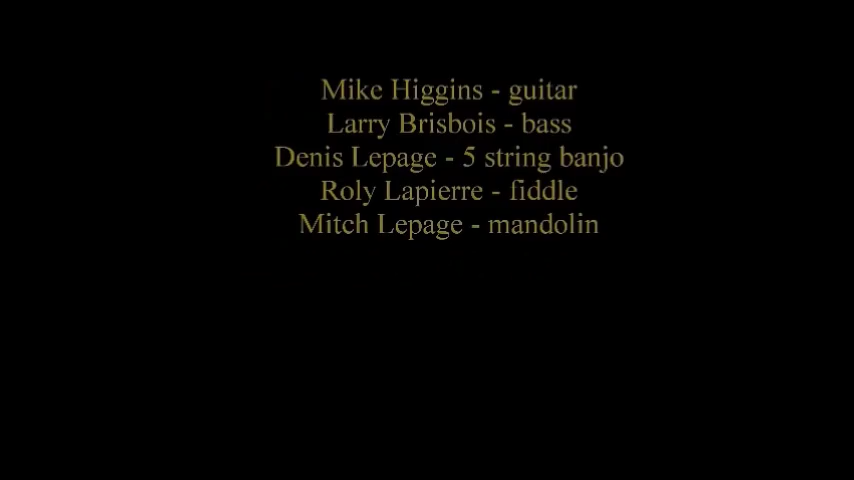 Mike Higgins - guitar
Larry Brisbois - bass
Denis Lepage - 5 string banjo
Roly Lapierre - fiddle
Mitch Lepage - mandolin